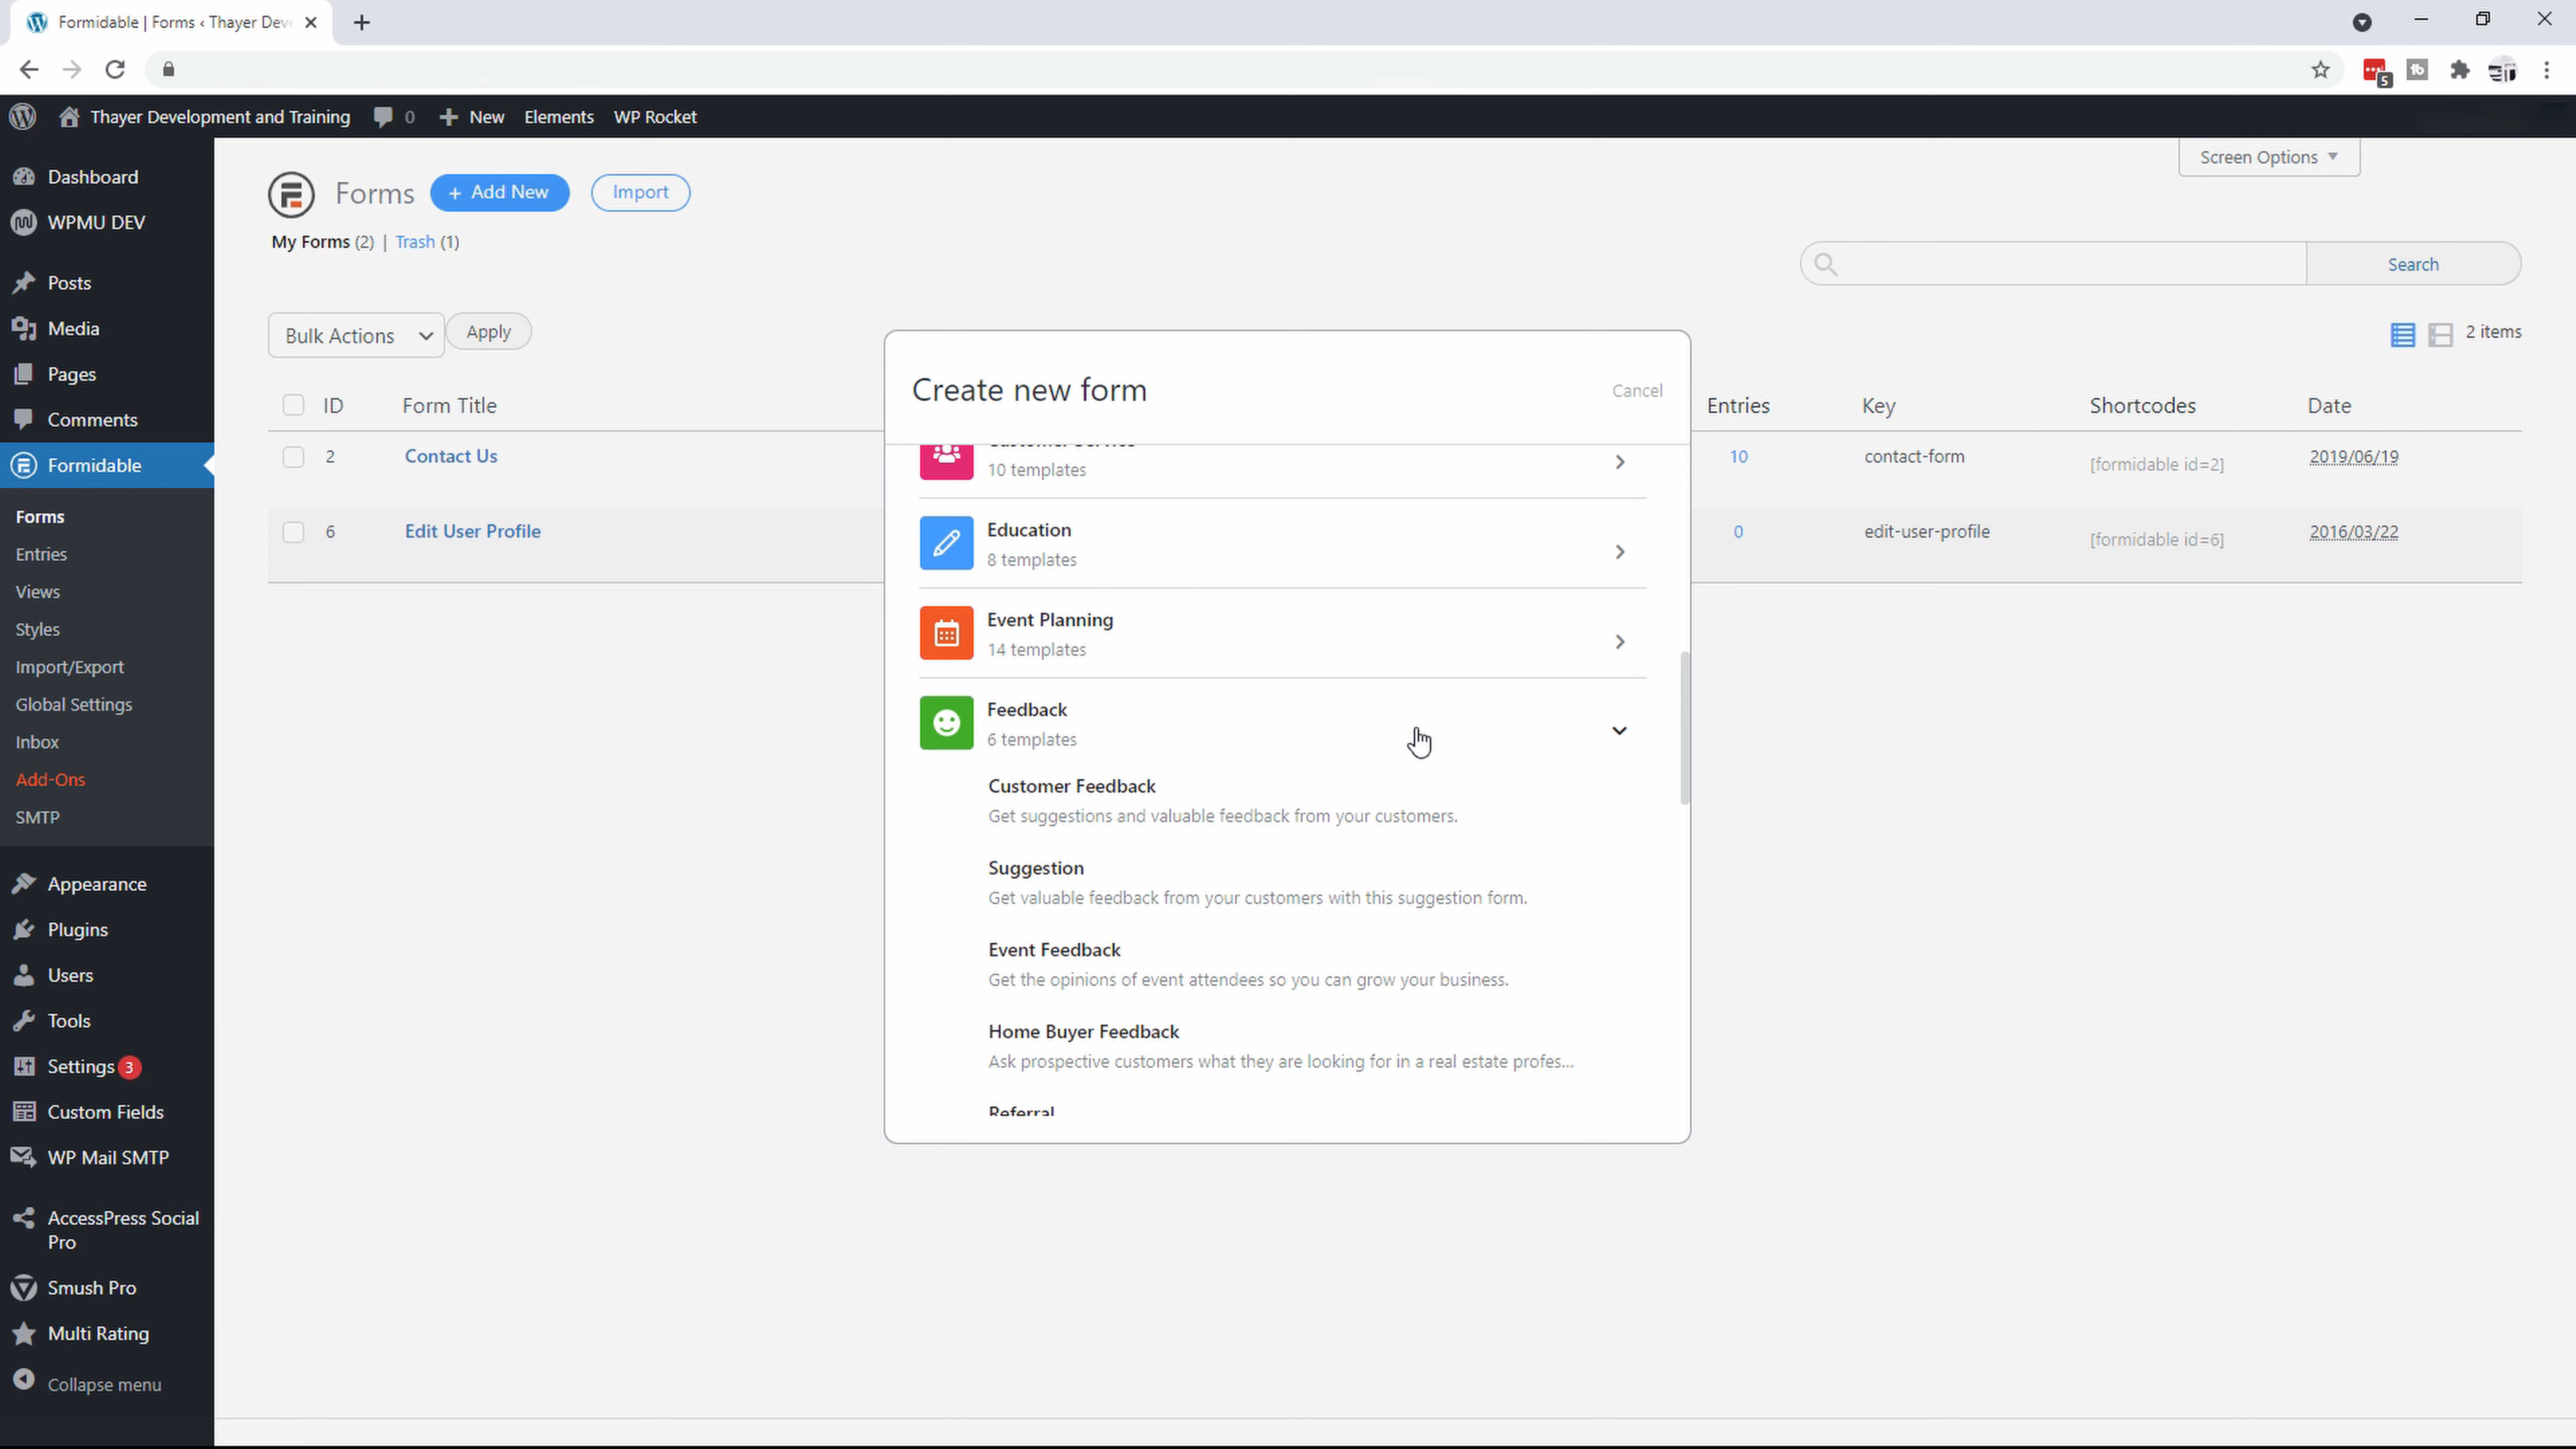 Formidable | Forms ‹ Thayer Deve
5
Thayer Development and Training
0
New
Elements
WP Rocket
Dashboard
WPMU DEV
Posts
Media
Pages
Comments
Formidable
Forms
Entries
Views
Styles
Import/Export
Global Settings
Inbox
Add-Ons
SMTP
Appearance
Plugins
Users
Tools
Settings 3
Custom Fields
WP Mail SMTP
AccessPress Social
Pro
Smush Pro
Multi Rating
Collapse menu
Screen Options
Forms
+ Add New
Import
My Forms (2) | Trash (1)
Search
Bulk Actions
Apply
2 items
ID Form Title Entries Key Shortcodes Date
2 Contact Us 10 contact-form [formidable id=2] 2019/06/19
6 Edit User Profile 0 edit-user-profile [formidable id=6] 2016/03/22
Create new form
Cancel
10 templates
Education
8 templates
Event Planning
14 templates
Feedback
6 templates
Customer Feedback
Get suggestions and valuable feedback from your customers.
Suggestion
Get valuable feedback from your customers with this suggestion form.
Event Feedback
Get the opinions of event attendees so you can grow your business.
Home Buyer Feedback
Ask prospective customers what they are looking for in a real estate profes...
Referral